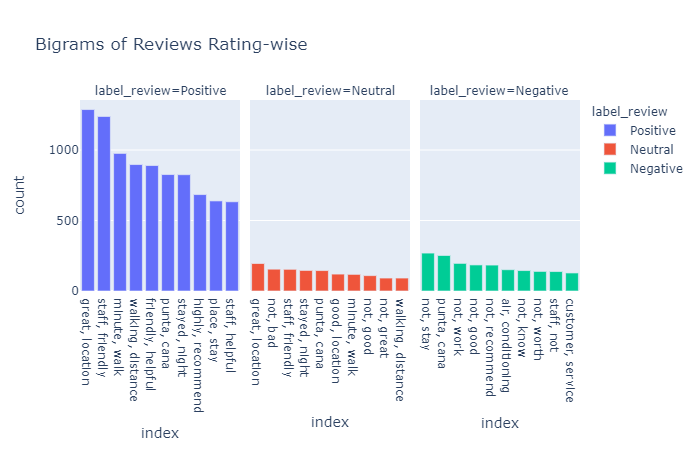 Bigrams of Reviews Rating-wise
label_review=Positive
label_review=Neutral
label_review=Negative
label_review
Positive
Neutral
Negative
count
1000
500
0
great, location
staff, friendly
minute, walk
walking, distance
friendly, helpful
punta, cana
stayed, night
highly, recommend
place, stay
staff, helpful
great, location
not, bad
staff, friendly
stayed, night
punta, cana
good, location
minute, walk
not, good
not, great
walking, distance
not, stay
punta, cana
not, work
not, good
not, recommend
air, conditioning
not, know
not, worth
staff, not
customer, service
index
index
index